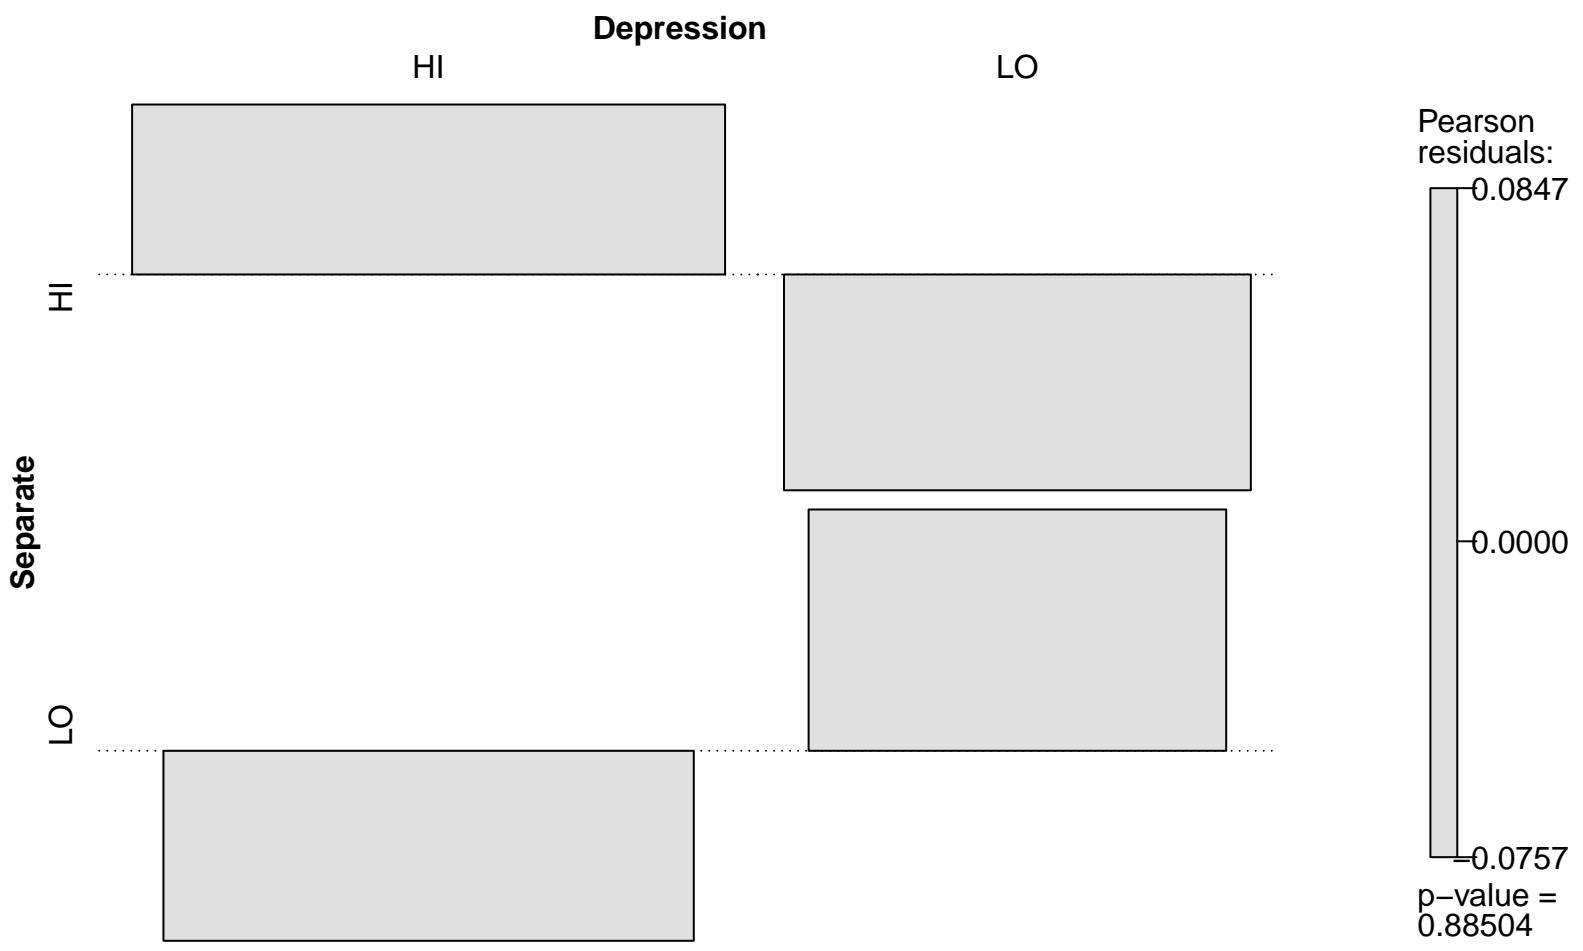 Depression
HI
LO
Pearson
residuals:
0.0847
HI
Separate
0.0000
LO
−0.0757
p−value =
0.88504